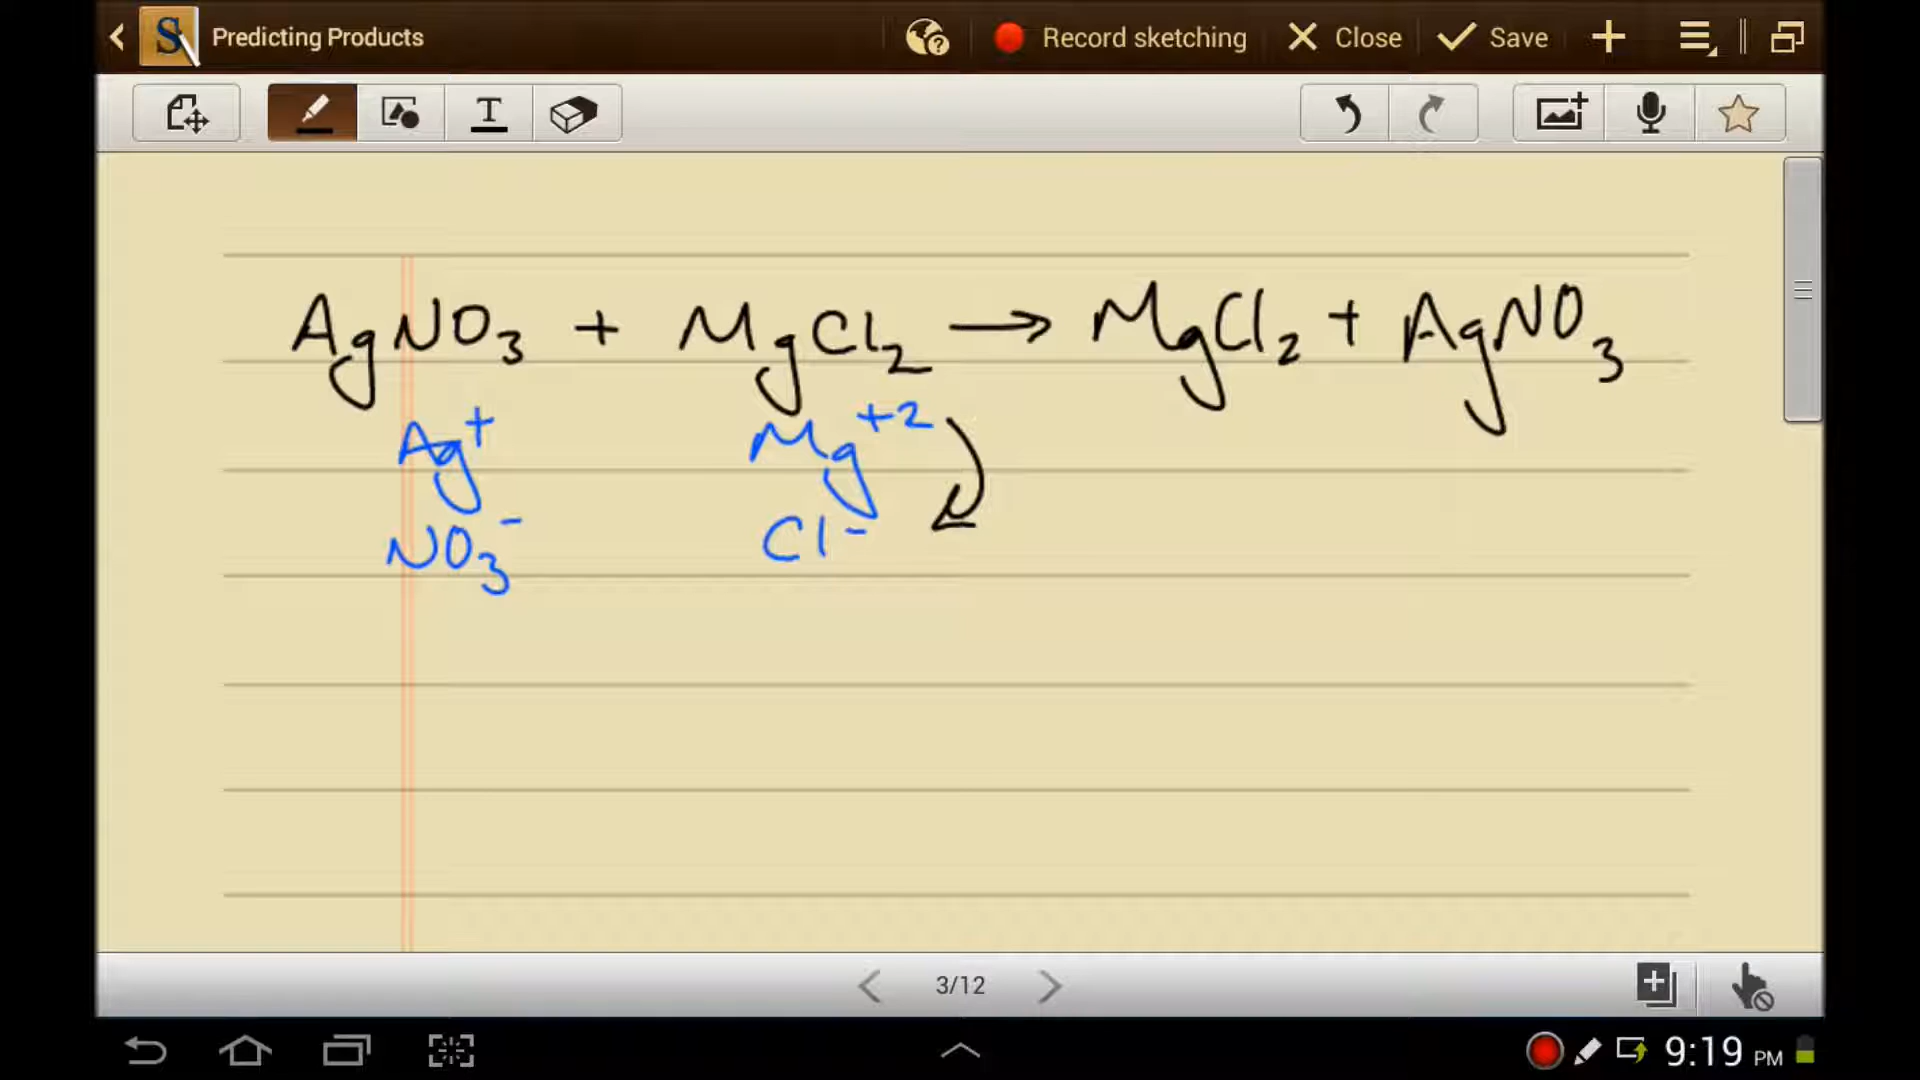 Predicting Products
Record sketching
Close
Save
T
AgNO3 + MgCl2 → MgCl2 + AgNO3
Ag+ Mg+2
NO3- Cl-
3/12
9:19 PM